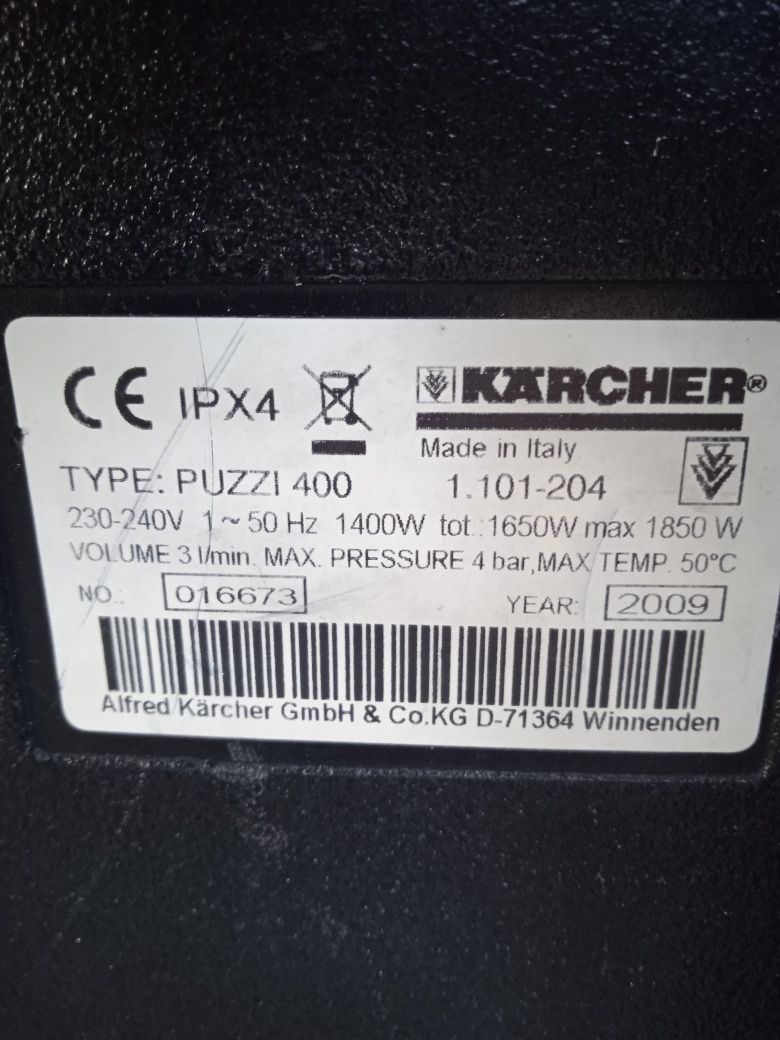 CE IPX4 KÄRCHER®
Made in Italy
TYPE: PUZZI 400 1.101-204
230-240V 1~50 Hz 1400W tot.:1650W max 1850 W
VOLUME 3 l/min. MAX. PRESSURE 4 bar,MAX TEMP. 50°C
NO.: 016673 YEAR: 2009
Alfred Kärcher GmbH & Co.KG D-71364 Winnenden